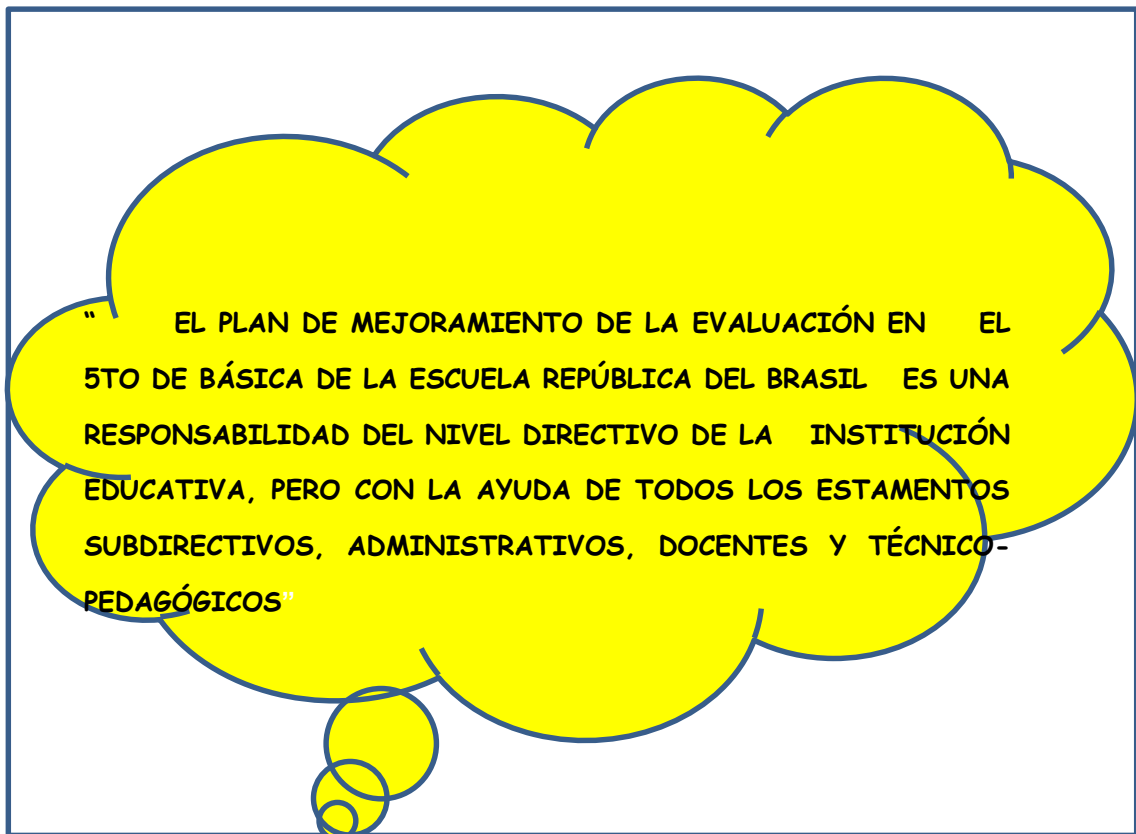 “ EL PLAN DE MEJORAMIENTO DE LA EVALUACIÓN EN EL
5TO DE BÁSICA DE LA ESCUELA REPÚBLICA DEL BRASIL ES UNA
RESPONSABILIDAD DEL NIVEL DIRECTIVO DE LA INSTITUCIÓN
EDUCATIVA, PERO CON LA AYUDA DE TODOS LOS ESTAMENTOS
SUBDIRECTIVOS, ADMINISTRATIVOS, DOCENTES Y TÉCNICO-
PEDAGÓGICOS”